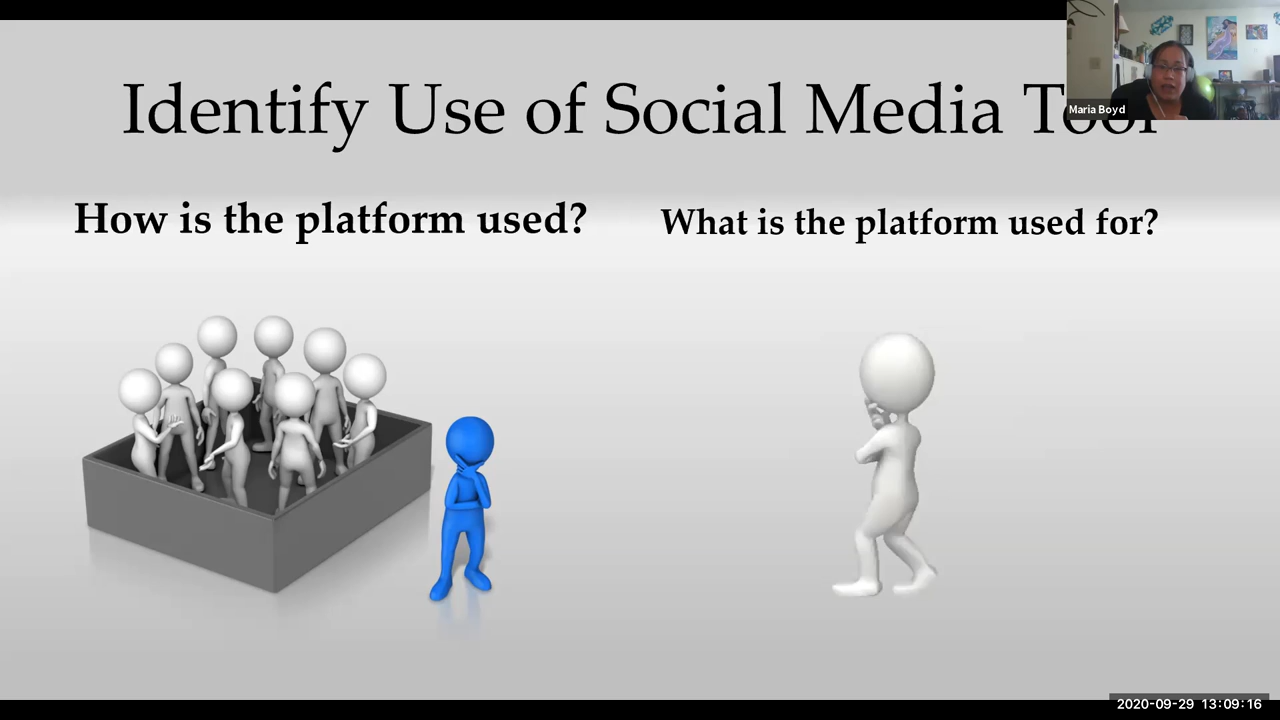 Identify Use of Social Media Tool
How is the platform used?
What is the platform used for?
Maria Boyd
2020-09-29 13:09:16